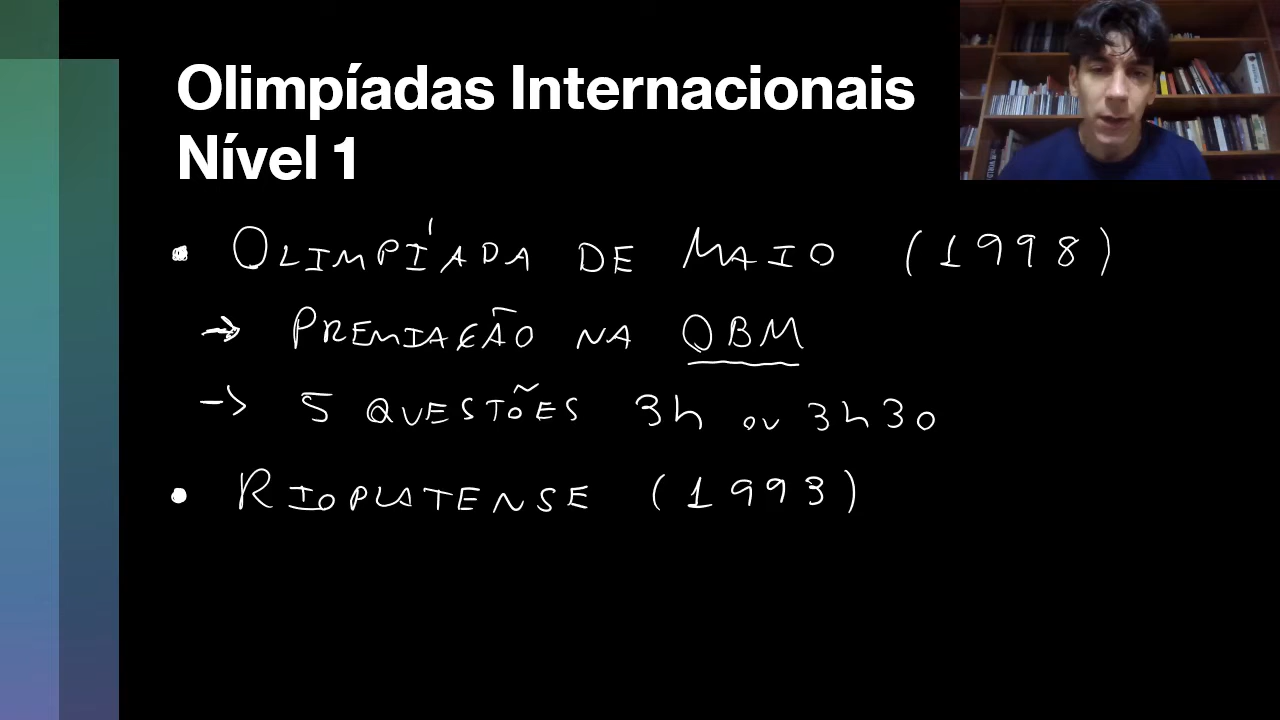 Olimpíadas Internacionais
Nível 1
• OLIMPÍADA DE MAIO (1998)
→ PREMIAÇÃO NA OBM
→ 5 QUESTÕES 3h ou 3h30
• RIOPLATENSE (1993)